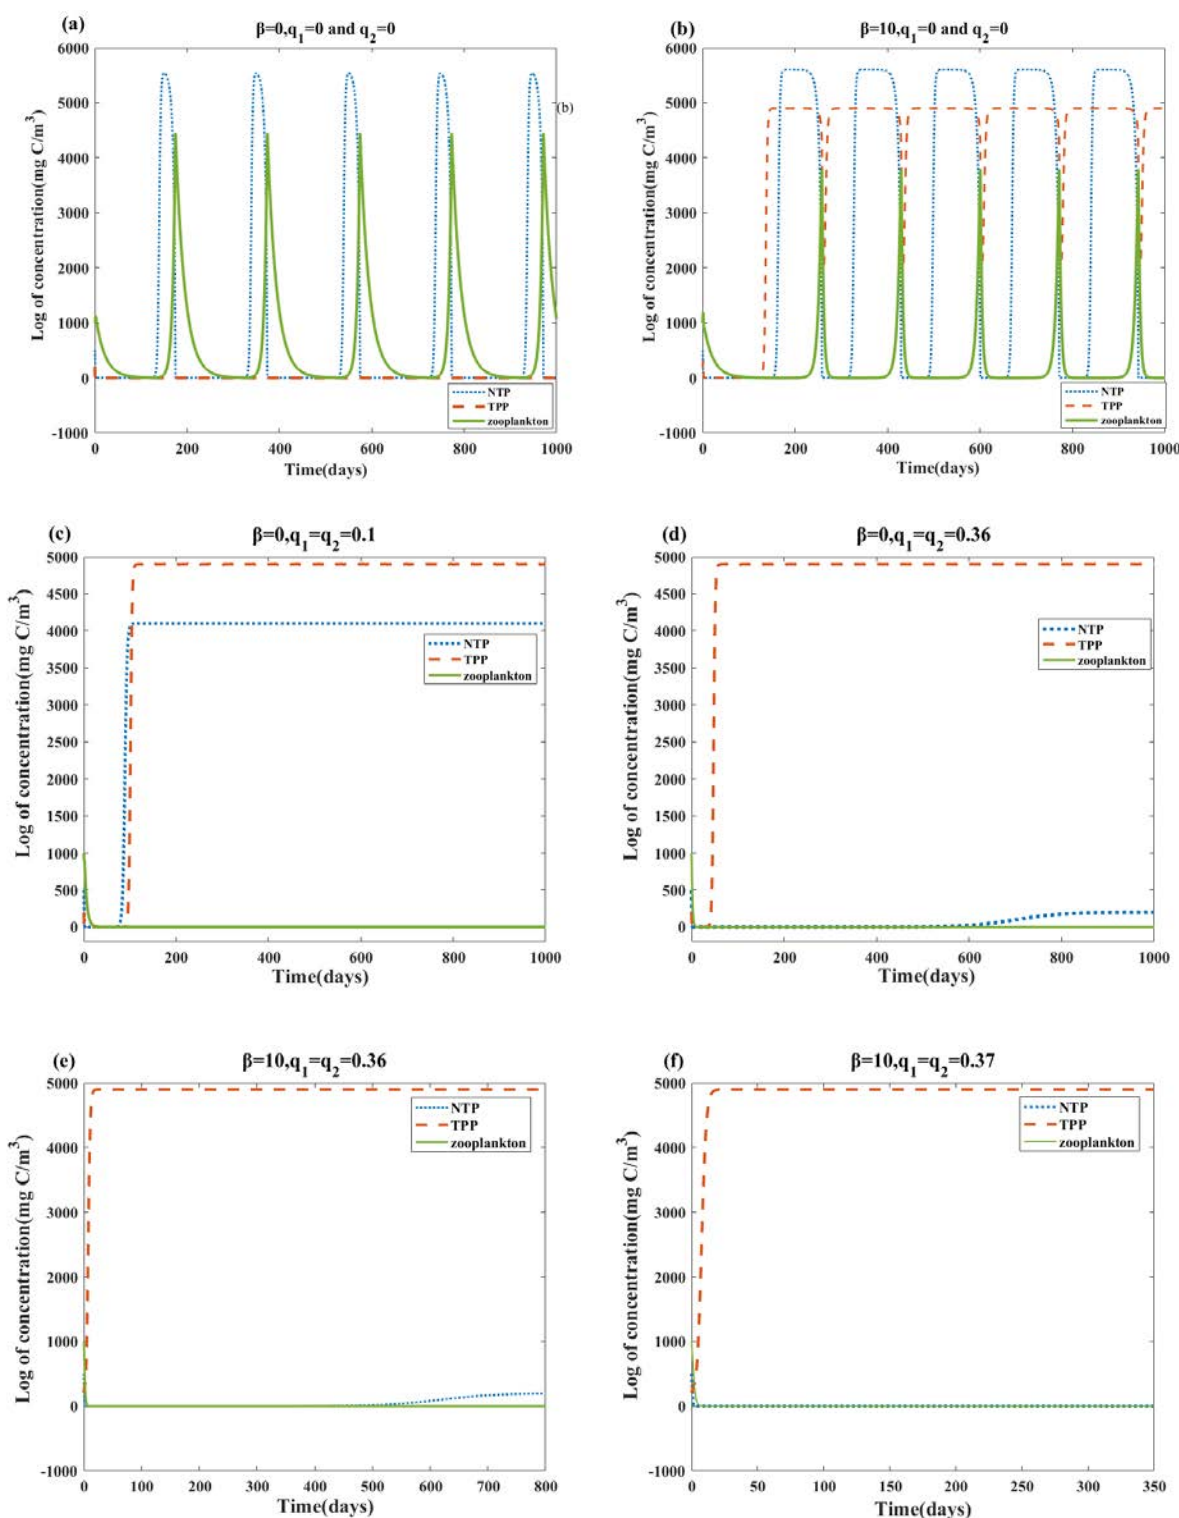 (a)
β=0,q1=0 and q2=0
6000
5000
4000
3000
2000
1000
0
-1000
Log of concentration(mg C/m3)
0 200 400 600 800 1000
Time(days)
NTP
TPP
zooplankton
(b)
β=10,q1=0 and q2=0
6000
5000
4000
3000
2000
1000
0
-1000
Log of concentration(mg C/m3)
0 200 400 600 800 1000
Time(days)
NTP
TPP
zooplankton
(c)
β=0,q1=q2=0.1
5000
4500
4000
3500
3000
2500
2000
1500
1000
500
0
Log of concentration(mg C/m3)
0 200 400 600 800 1000
Time(days)
NTP
TPP
zooplankton
(d)
β=0,q1=q2=0.36
5000
4500
4000
3500
3000
2500
2000
1500
1000
500
0
Log of concentration(mg C/m3)
0 200 400 600 800 1000
Time(days)
NTP
TPP
zooplankton
(e)
β=10,q1=q2=0.36
5000
4000
3000
2000
1000
0
-1000
Log of concentration(mg C/m3)
0 100 200 300 400 500 600 700 800
Time(days)
NTP
TPP
zooplankton
(f)
β=10,q1=q2=0.37
5000
4000
3000
2000
1000
0
-1000
Log of concentration(mg C/m3)
0 50 100 150 200 250 300 350
Time(days)
NTP
TPP
zooplankton